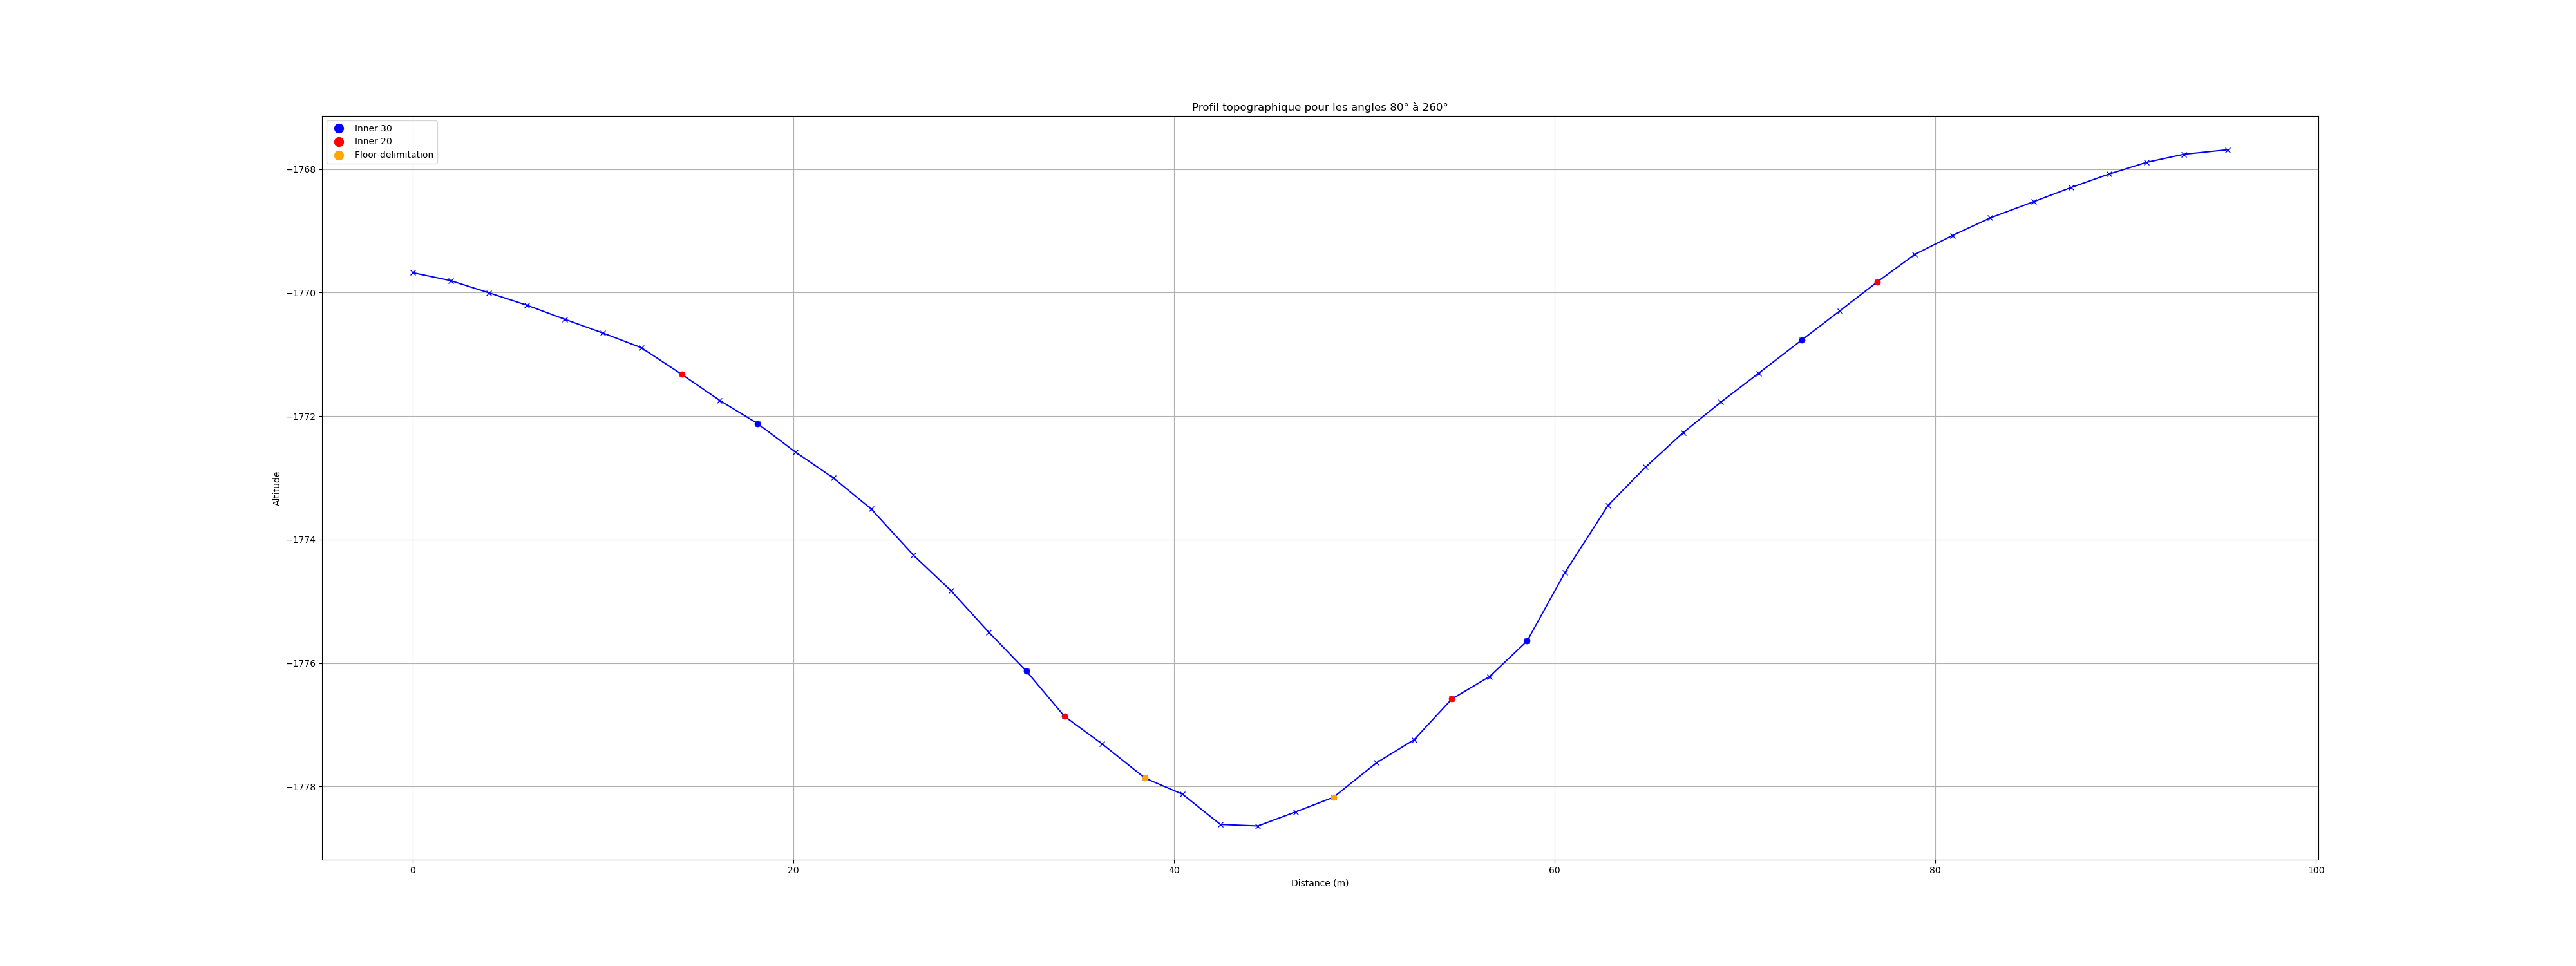 Profil topographique pour les angles 80° à 260°
Inner 30
Inner 20
Floor delimitation
−1768
−1770
−1772
−1774
−1776
−1778
Altitude
0 20 40 60 80 100
Distance (m)